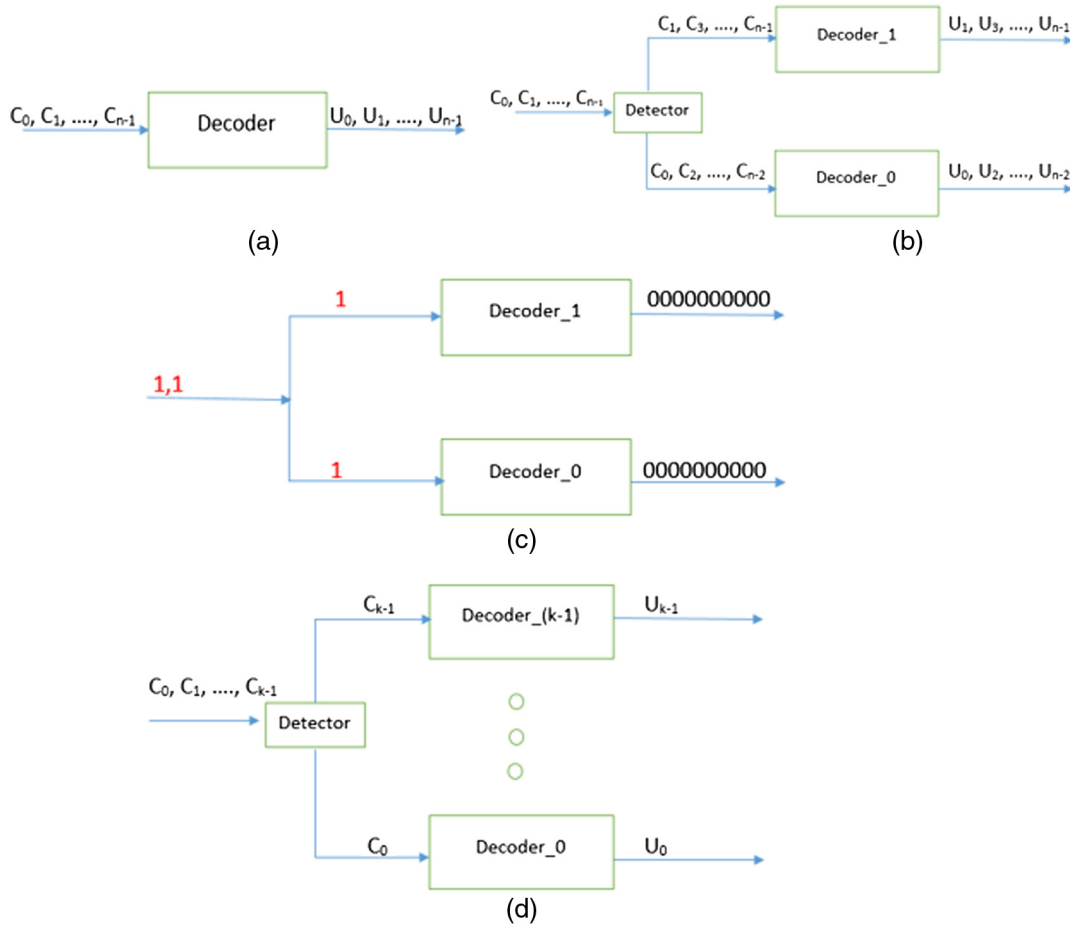 C₀, C₁, ...., Cₙ₋₁
Decoder
U₀, U₁, ...., Uₙ₋₁
(a)
C₀, C₁, ...., Cₙ₋₁
Detector
C₁, C₃, ...., Cₙ₋₁
Decoder_1
U₁, U₃, ...., Uₙ₋₁
C₀, C₂, ...., Cₙ₋₂
Decoder_0
U₀, U₂, ...., Uₙ₋₂
(b)
1,1
1
Decoder_1
0000000000
1
Decoder_0
0000000000
(c)
C₀, C₁, ...., Cₖ₋₁
Detector
Cₖ₋₁
Decoder_(k-1)
Uₖ₋₁
C₀
Decoder_0
U₀
(d)